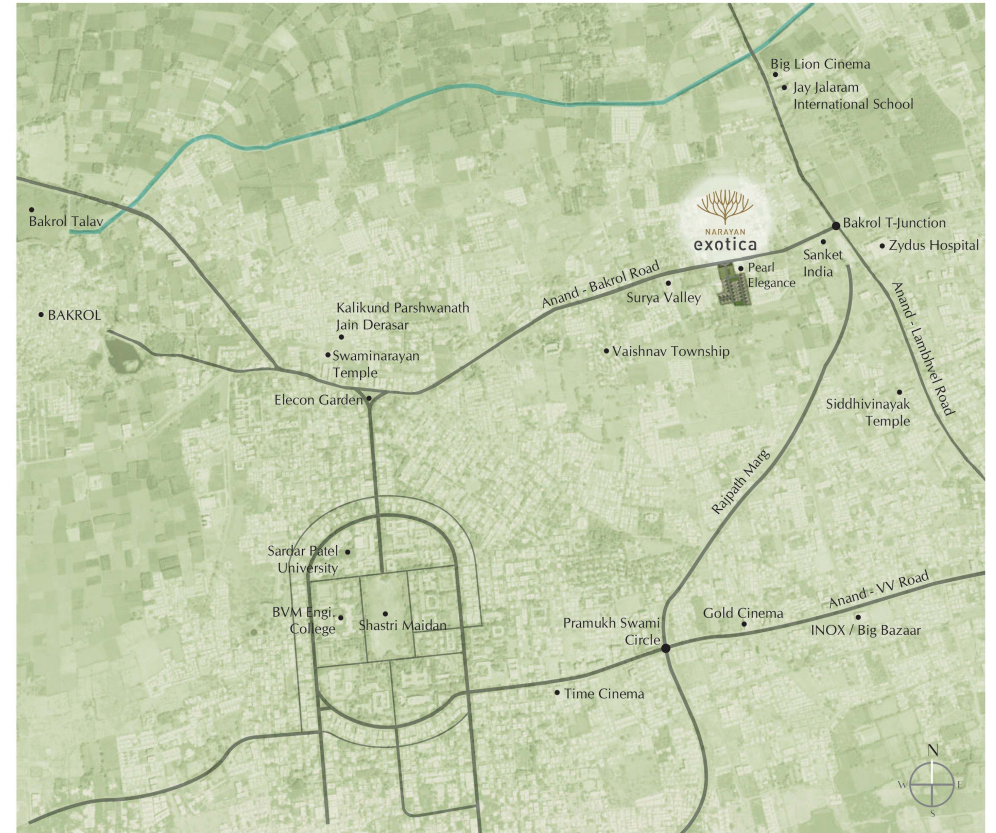 Big Lion Cinema
Jay Jalaram
International School
Bakrol Talav
NARAYAN
exotica
Bakrol T-Junction
Zydus Hospital
Sanket
India
Pearl
Elegance
Anand - Bakrol Road
Surya Valley
Anand - Lambhvel Road
BAKROL
Kalikund Parshwanath
Jain Derasar
Swaminarayan
Temple
Vaishnav Township
Elecon Garden
Siddhivinayak
Temple
Rajpath Marg
Sardar Patel
University
BVM Engi.
College
Shastri Maidan
Pramukh Swami
Circle
Gold Cinema
Anand - VV Road
INOX / Big Bazaar
Time Cinema
N
W
E
S